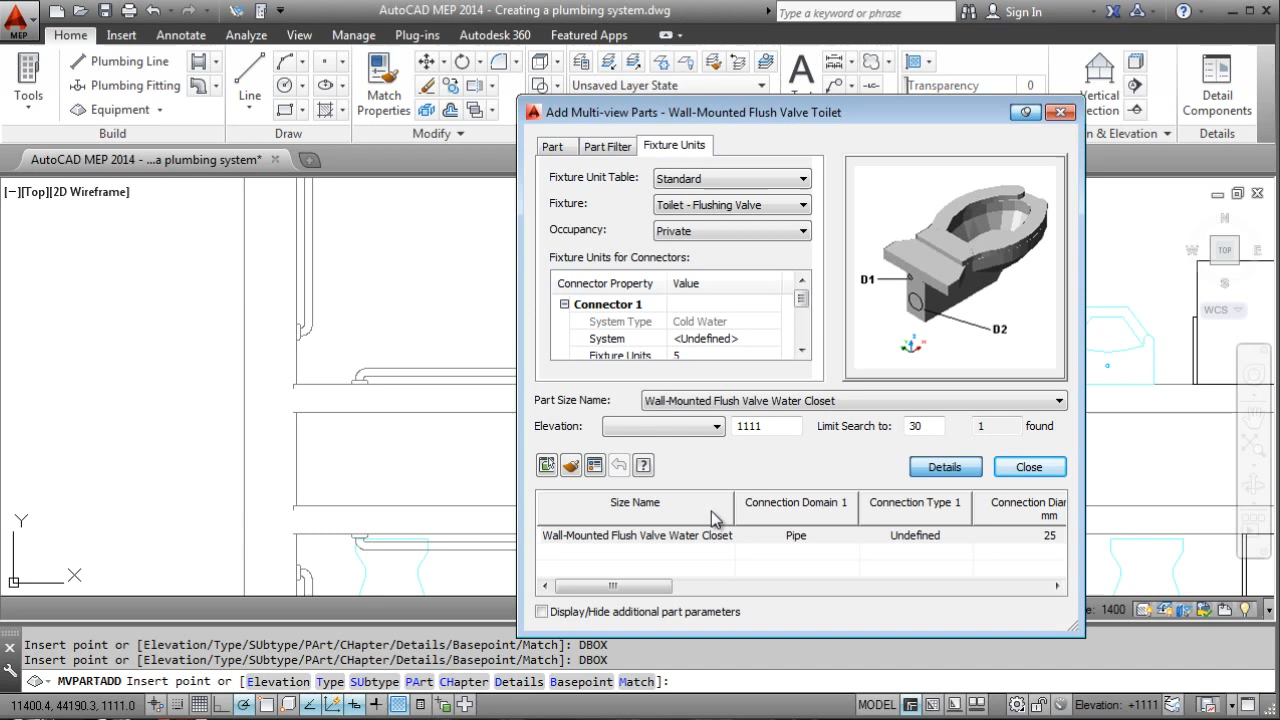 AutoCAD MEP 2014 - Creating a plumbing system.dwg
Type a keyword or phrase
Sign In
MEP
Home
Insert
Annotate
Analyze
View
Manage
Plug-ins
Autodesk 360
Featured Apps
Tools
Plumbing Line
Plumbing Fitting
Equipment
Build
Line
Draw
Match
Properties
Modify
Unsaved Layer State
Transparency
0
Vertical
Section
n & Elevation
Detail
Components
Details
AutoCAD MEP 2014 ...a plumbing system*
[−][Top][2D Wireframe]
N
W
TOP
E
S
WCS
Y
X
Add Multi-view Parts - Wall-Mounted Flush Valve Toilet
Part
Part Filter
Fixture Units
Fixture Unit Table:
Standard
Fixture:
Toilet - Flushing Valve
Occupancy:
Private
Fixture Units for Connectors:
Connector Property
Value
Connector 1
System Type
Cold Water
System
<Undefined>
Fixture Units
5
D1
D2
Part Size Name:
Wall-Mounted Flush Valve Water Closet
Elevation:
1111
Limit Search to:
30
1
found
Details
Close
Size Name
Connection Domain 1
Connection Type 1
Connection Diar
mm
Wall-Mounted Flush Valve Water Closet
Pipe
Undefined
25
Display/Hide additional part parameters
: 1400
Insert point or [Elevation/Type/SUbtype/PArt/CHapter/Details/Basepoint/Match]: DBOX
Insert point or [Elevation/Type/SUbtype/PArt/CHapter/Details/Basepoint/Match]: DBOX
MVPARTADD Insert point or [Elevation Type SUbtype PArt CHapter Details Basepoint Match]:
11400.4, 44190.3, 1111.0
MODEL
Elevation: +1111